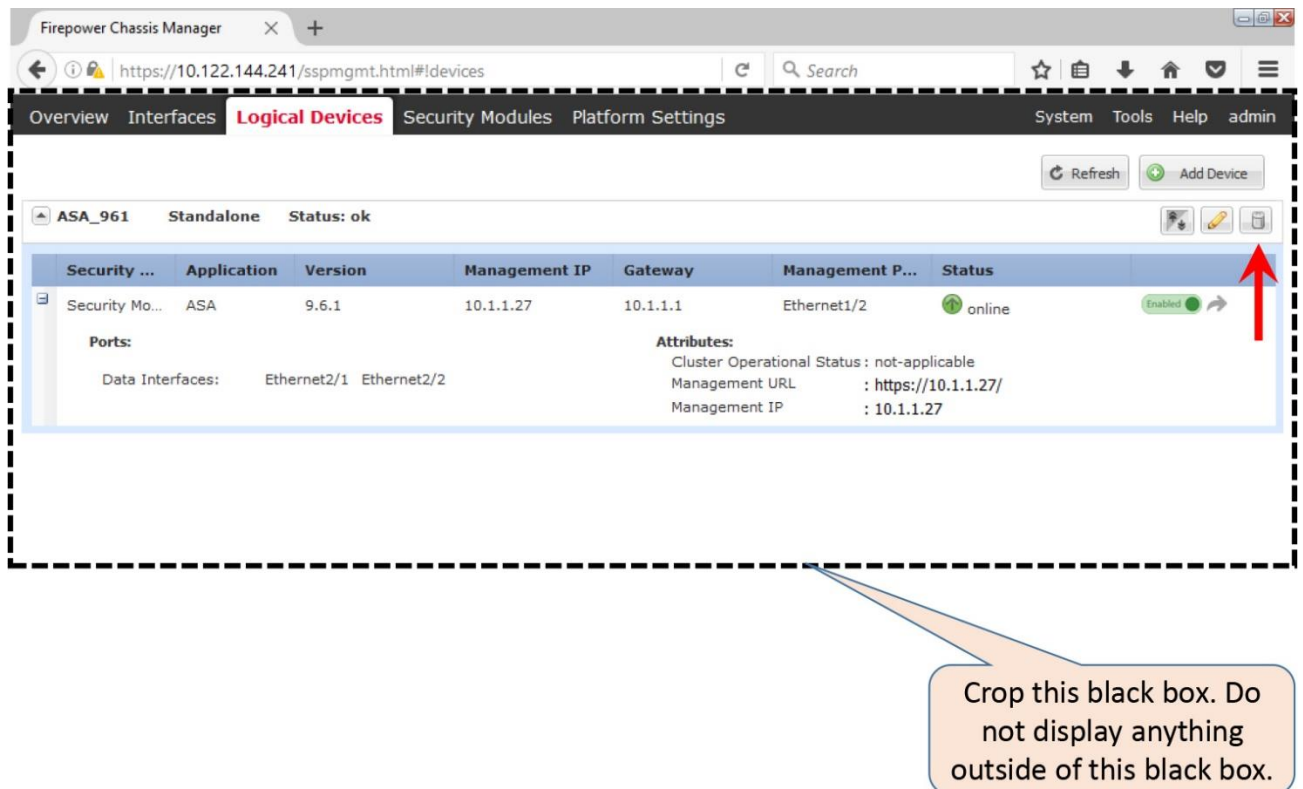 Firepower Chassis Manager
https://10.122.144.241/sspmgmt.html#!devices Search
Overview Interfaces Logical Devices Security Modules Platform Settings System Tools Help admin
Refresh Add Device
ASA_961 Standalone Status: ok
Security ... Application Version Management IP Gateway Management P... Status
Security Mo... ASA 9.6.1 10.1.1.27 10.1.1.1 Ethernet1/2 online Enabled
Ports: Attributes:
Cluster Operational Status : not-applicable
Data Interfaces: Ethernet2/1 Ethernet2/2 Management URL : https://10.1.1.27/
Management IP : 10.1.1.27
Crop this black box. Do
not display anything
outside of this black box.